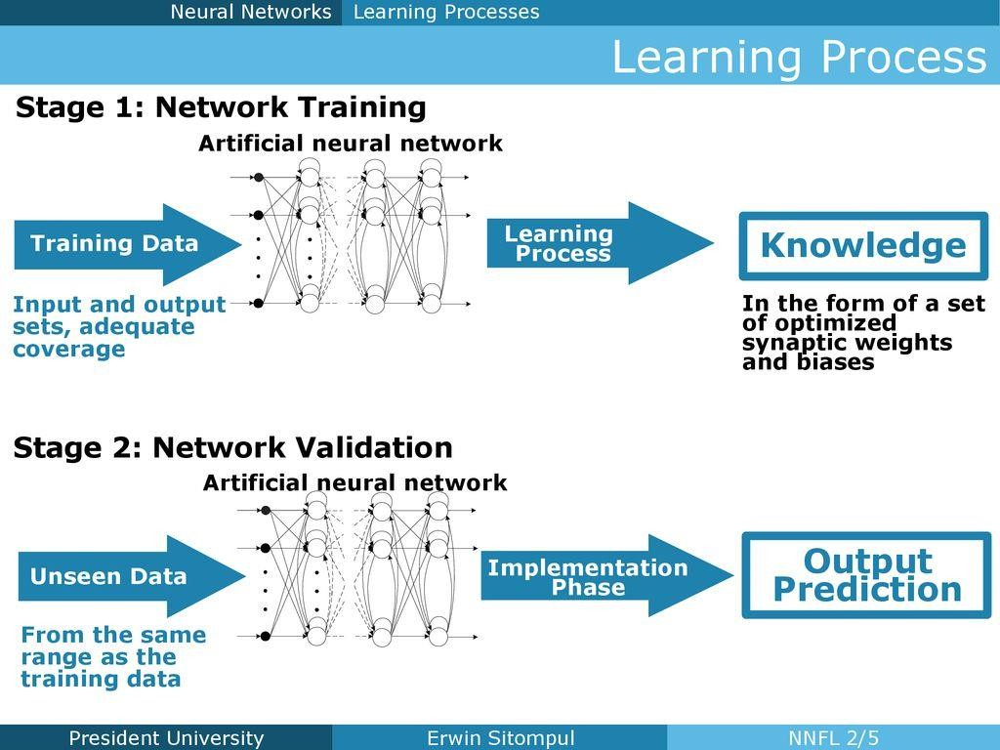 Neural Networks Learning Processes
Learning Process
Stage 1: Network Training
Artificial neural network
Training Data
Learning
Process
Knowledge
Input and output
sets, adequate
coverage
In the form of a set
of optimized
synaptic weights
and biases
Stage 2: Network Validation
Artificial neural network
Unseen Data
Implementation
Phase
Output
Prediction
From the same
range as the
training data
President University Erwin Sitompul NNFL 2/5